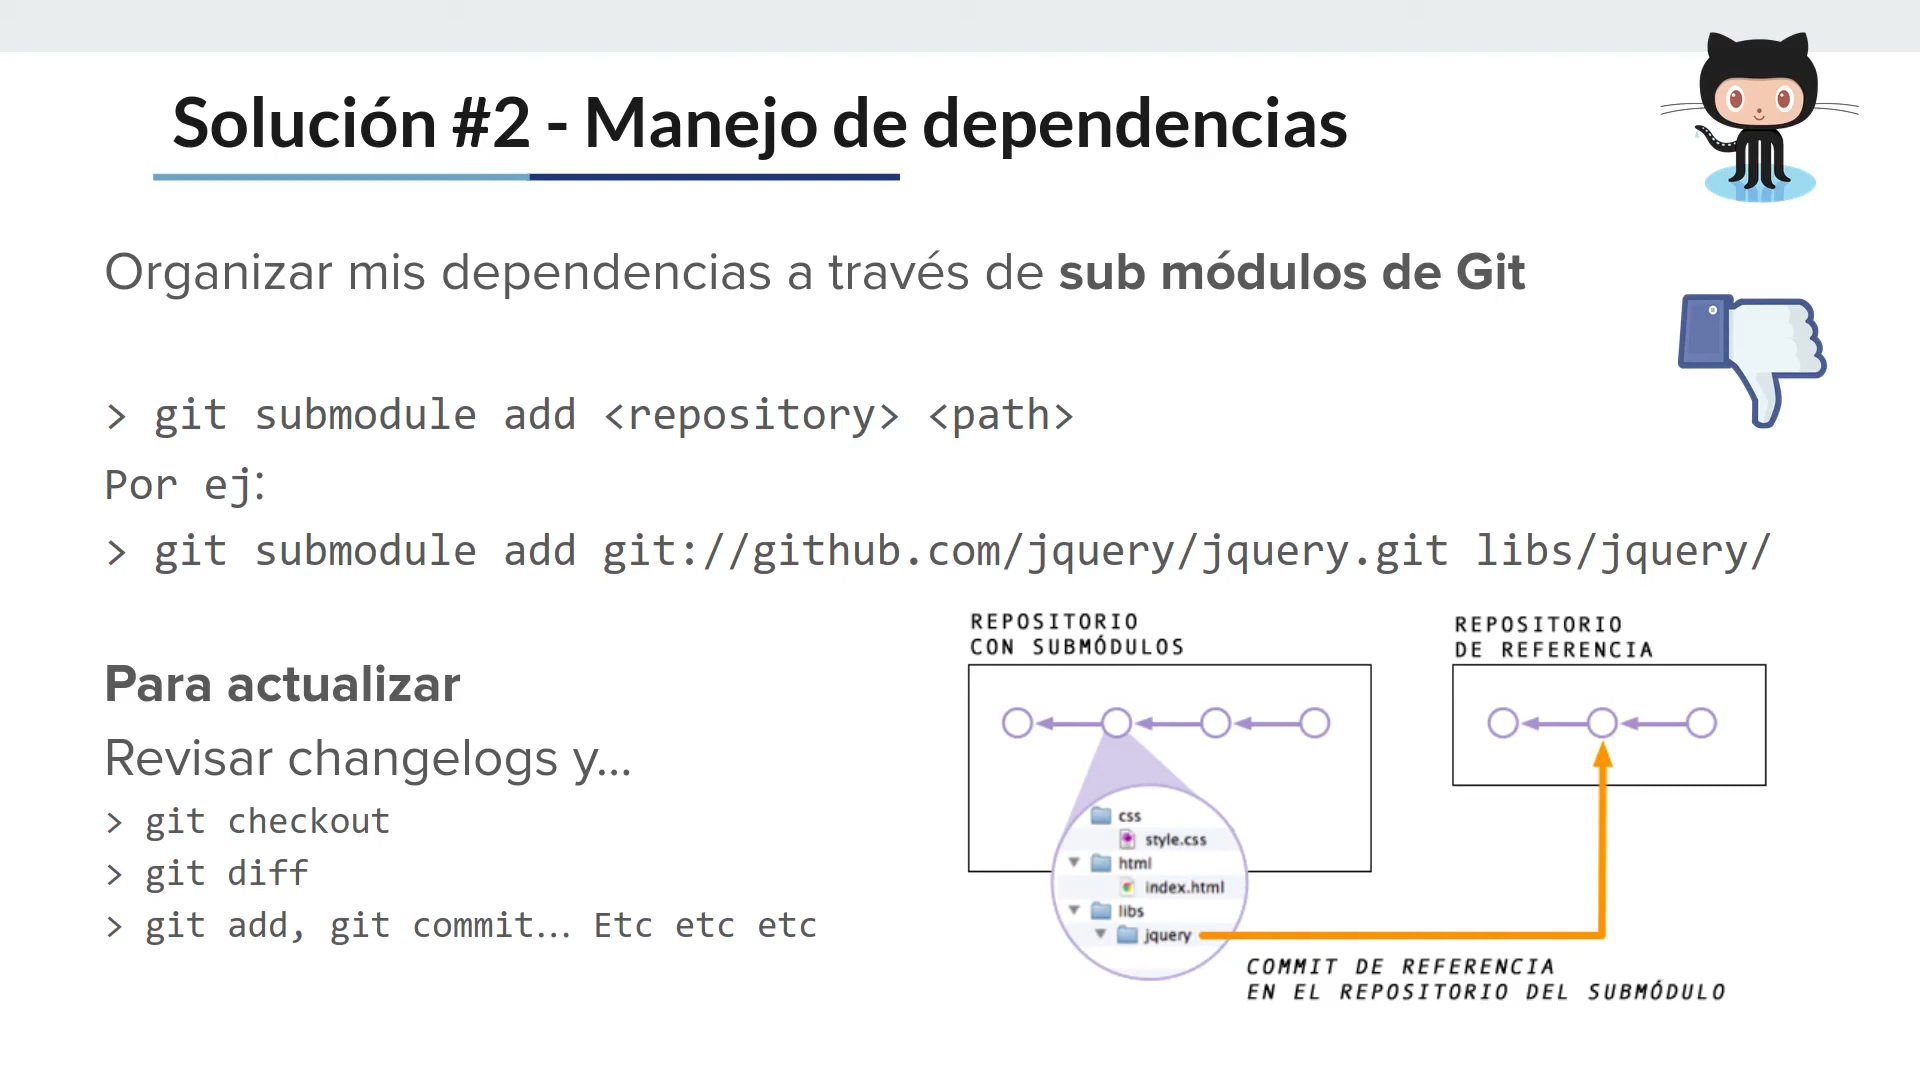 Solución #2 - Manejo de dependencias
Organizar mis dependencias a través de sub módulos de Git
> git submodule add <repository> <path>
Por ej:
> git submodule add git://github.com/jquery/jquery.git libs/jquery/
Para actualizar
Revisar changelogs y...
> git checkout
> git diff
> git add, git commit... Etc etc etc
REPOSITORIO
CON SUBMÓDULOS
REPOSITORIO
DE REFERENCIA
css
style.css
html
index.html
libs
jquery
COMMIT DE REFERENCIA
EN EL REPOSITORIO DEL SUBMÓDULO